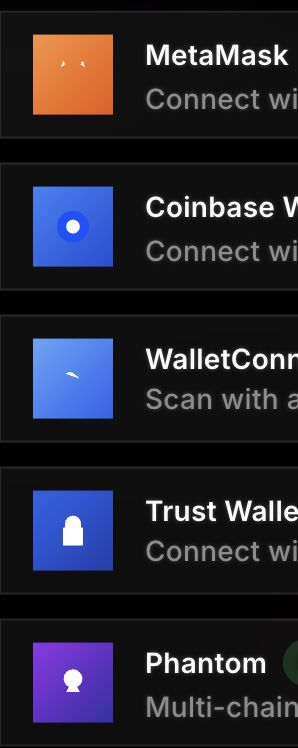 MetaMask
Connect wi
Coinbase W
Connect wi
WalletConn
Scan with a
Trust Walle
Connect wi
Phantom
Multi-chain